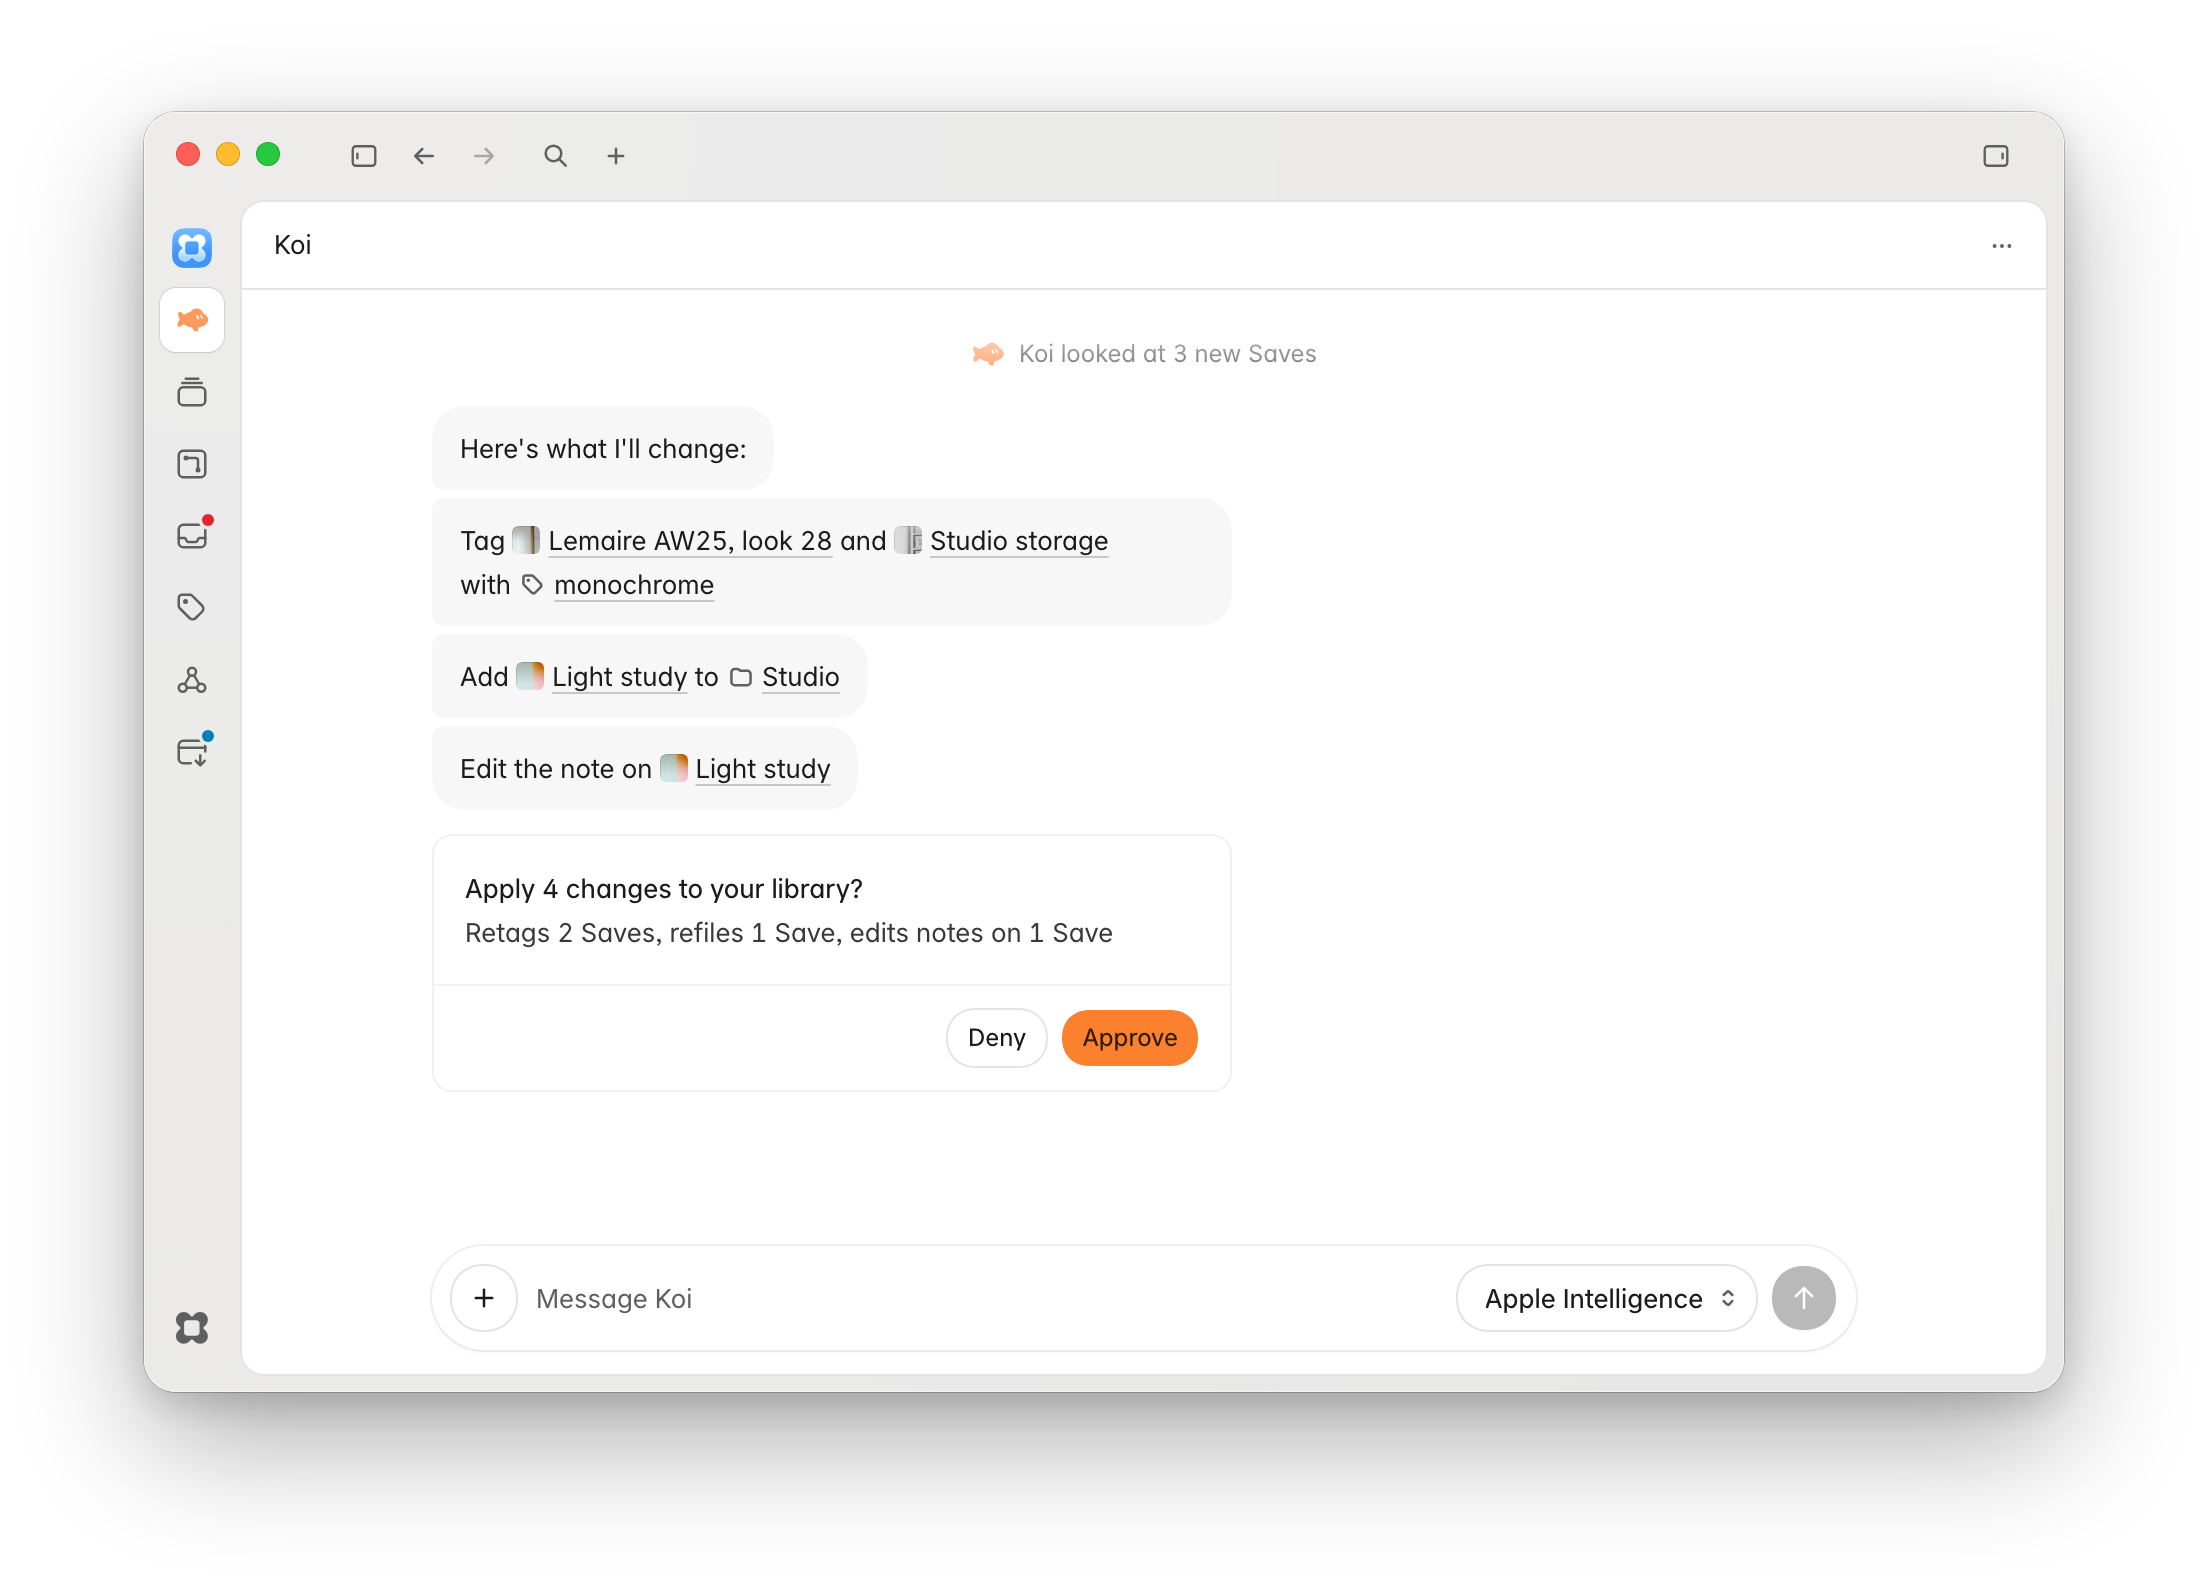 Koi
Koi looked at 3 new Saves
Here's what I'll change:
Tag Lemaire AW25, look 28 and Studio storage
with monochrome
Add Light study to Studio
Edit the note on Light study
Apply 4 changes to your library?
Retags 2 Saves, refiles 1 Save, edits notes on 1 Save
Deny Approve
Message Koi Apple Intelligence